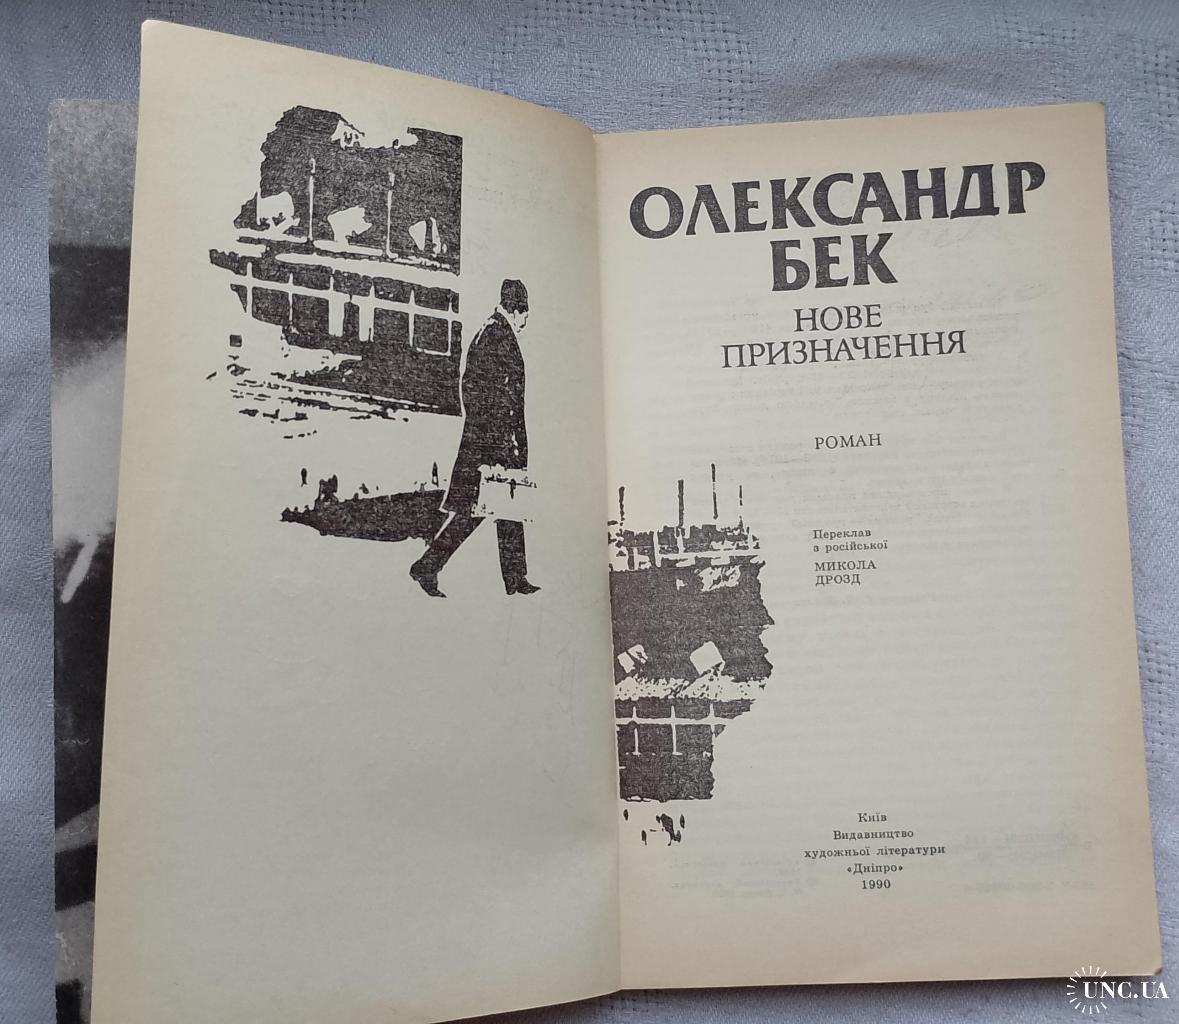 ОЛЕКСАНДР
БЕК
НОВЕ
ПРИЗНАЧЕННЯ
РОМАН
Переклав
з російської
МИКОЛА
ДРОЗД
Київ
Видавництво
художньої літератури
«Дніпро»
1990
UNC.UA